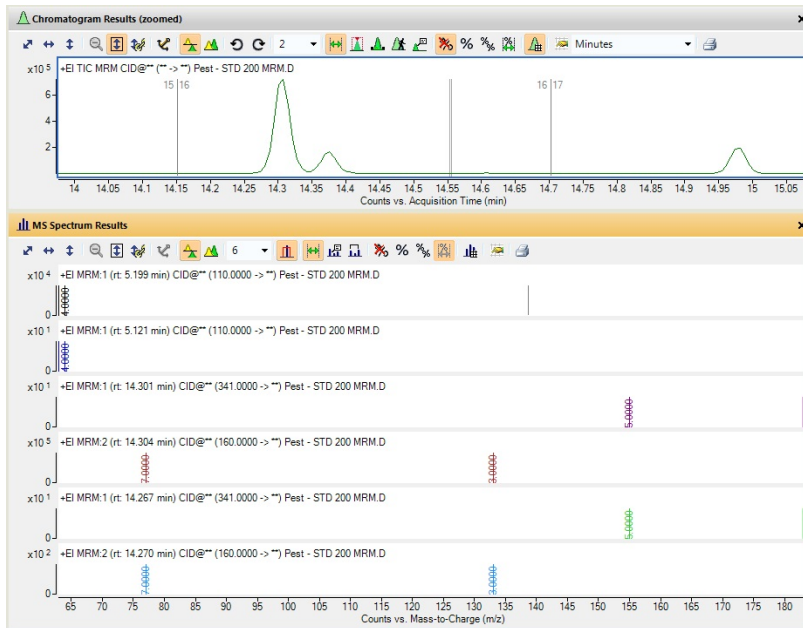 Chromatogram Results (zoomed)
2 Minutes
x10 5 +EI TIC MRM CID@** (** -> **) Pest - STD 200 MRM.D
15 16 16 17
6
4
2
14 14.05 14.1 14.15 14.2 14.25 14.3 14.35 14.4 14.45 14.5 14.55 14.6 14.65 14.7 14.75 14.8 14.85 14.9 14.95 15 15.05
Counts vs. Acquisition Time (min)
MS Spectrum Results
6
x10 4 +EI MRM:1 (rt: 5.199 min) CID@** (110.0000 -> **) Pest - STD 200 MRM.D
0
4.0000
x10 1 +EI MRM:1 (rt: 5.121 min) CID@** (110.0000 -> **) Pest - STD 200 MRM.D
0
4.0000
x10 1 +EI MRM:1 (rt: 14.301 min) CID@** (341.0000 -> **) Pest - STD 200 MRM.D
0
5.0000
x10 5 +EI MRM:2 (rt: 14.304 min) CID@** (160.0000 -> **) Pest - STD 200 MRM.D
0
7.0000 3.0000
x10 1 +EI MRM:1 (rt: 14.267 min) CID@** (341.0000 -> **) Pest - STD 200 MRM.D
0
5.0000
x10 2 +EI MRM:2 (rt: 14.270 min) CID@** (160.0000 -> **) Pest - STD 200 MRM.D
0
7.0000 3.0000
65 70 75 80 85 90 95 100 105 110 115 120 125 130 135 140 145 150 155 160 165 170 175 180
Counts vs. Mass-to-Charge (m/z)